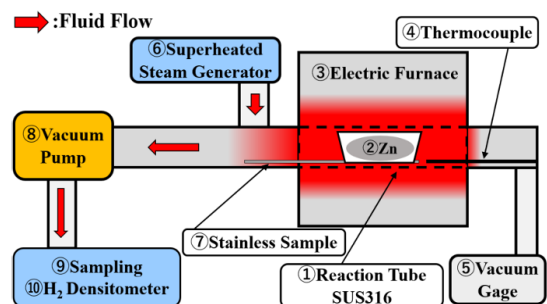 :Fluid Flow
④Thermocouple
⑥Superheated
Steam Generator
③Electric Furnace
⑧Vacuum
Pump
②Zn
⑦Stainless Sample
⑨Sampling
⑩H₂ Densitometer
①Reaction Tube
SUS316
⑤Vacuum
Gage